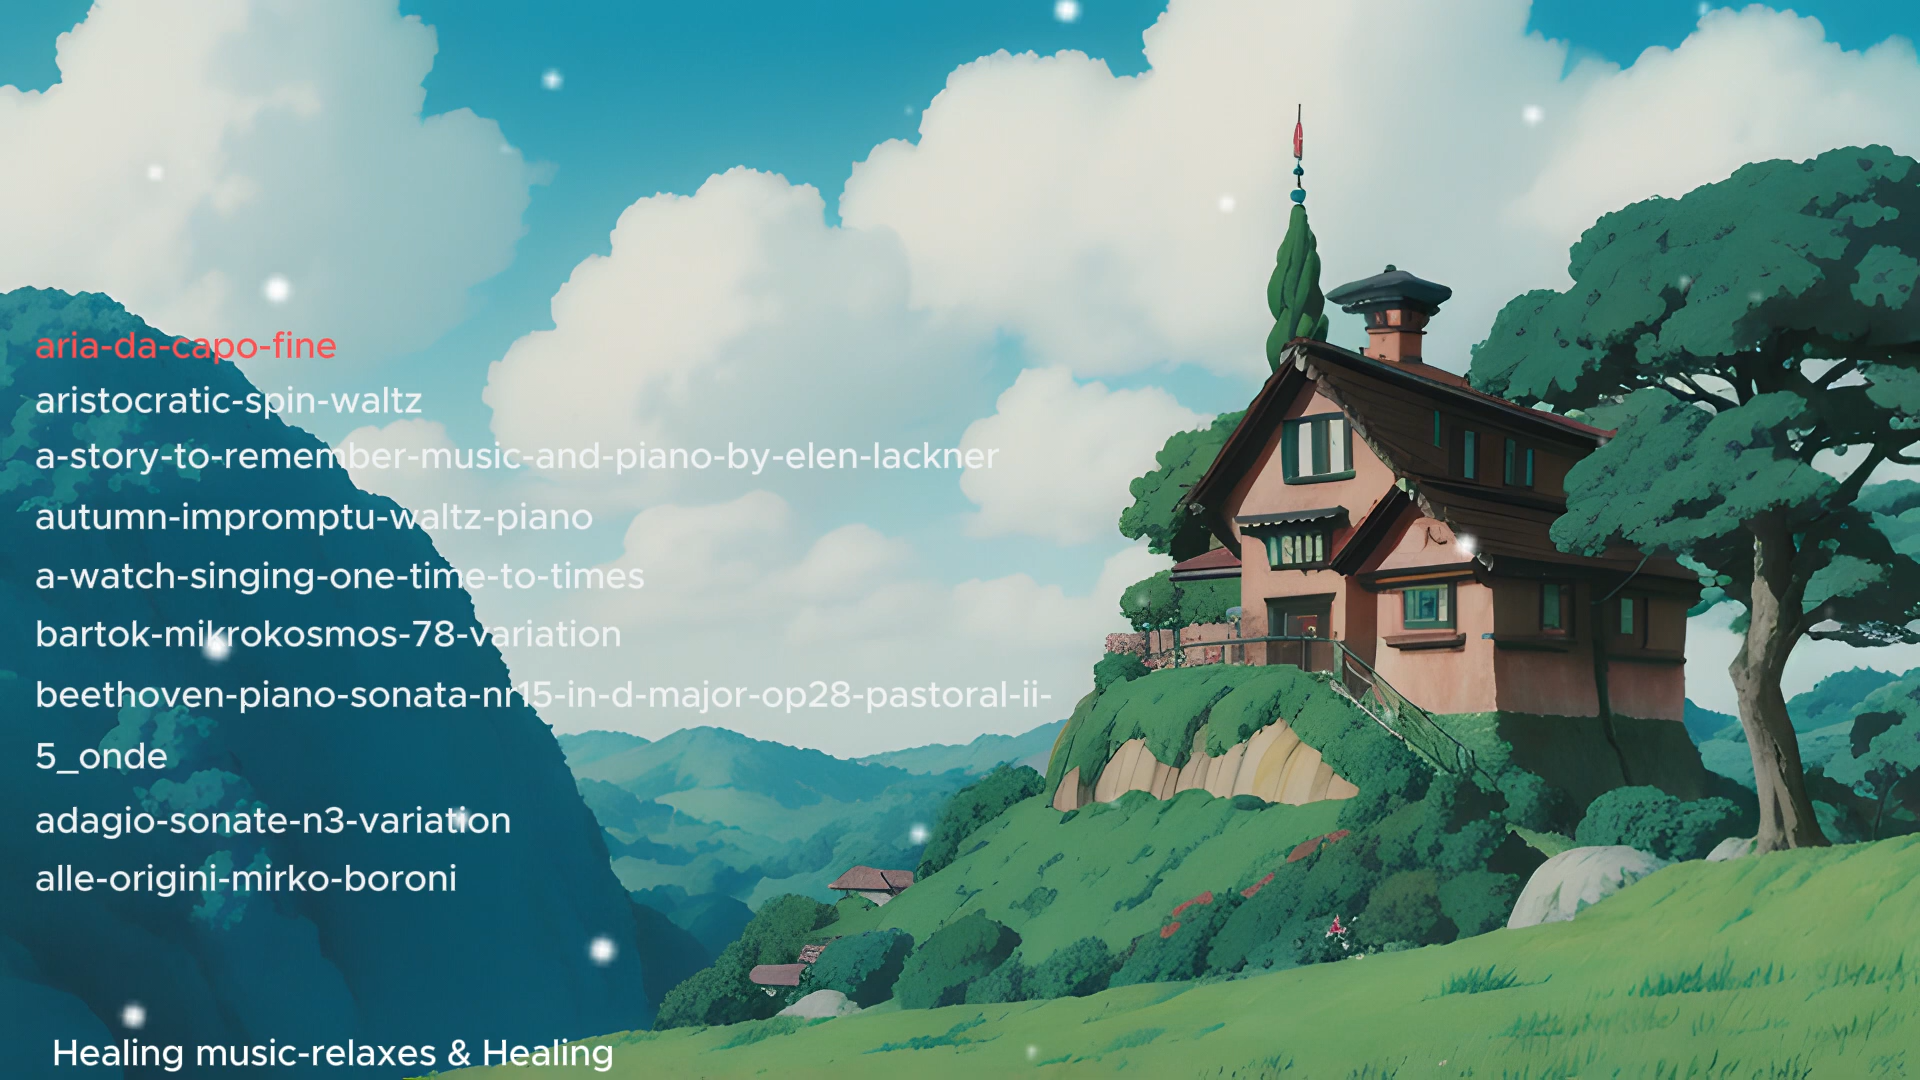 aria-da-capo-fine
aristocratic-spin-waltz
a-story-to-remember-music-and-piano-by-elen-lackner
autumn-impromptu-waltz-piano
a-watch-singing-one-time-to-times
bartok-mikrokosmos-78-variation
beethoven-piano-sonata-nr15-in-d-major-op28-pastoral-ii-
5_onde
adagio-sonate-n3-variation
alle-origini-mirko-boroni
Healing music-relaxes & Healing